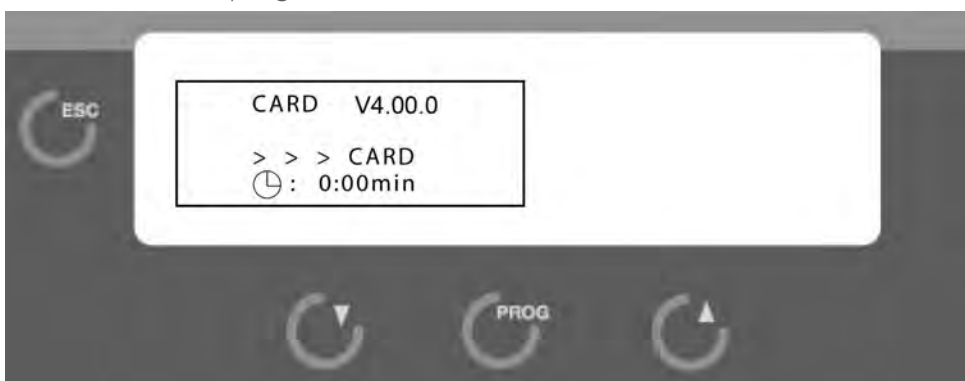 ESC
CARD V4.00.0
> > > CARD
: 0:00min
▼ PROG ▲